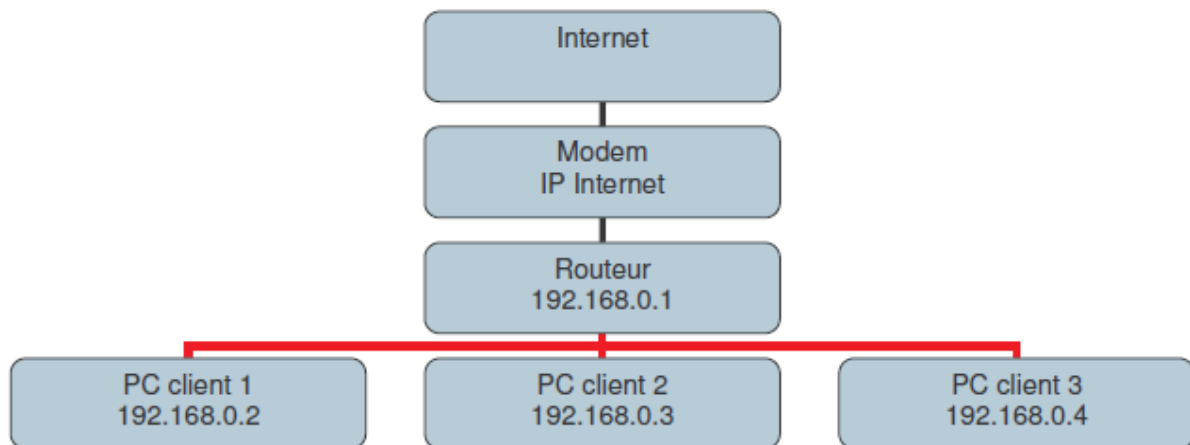 Internet
Modem
IP Internet
Routeur
192.168.0.1
PC client 1
192.168.0.2
PC client 2
192.168.0.3
PC client 3
192.168.0.4